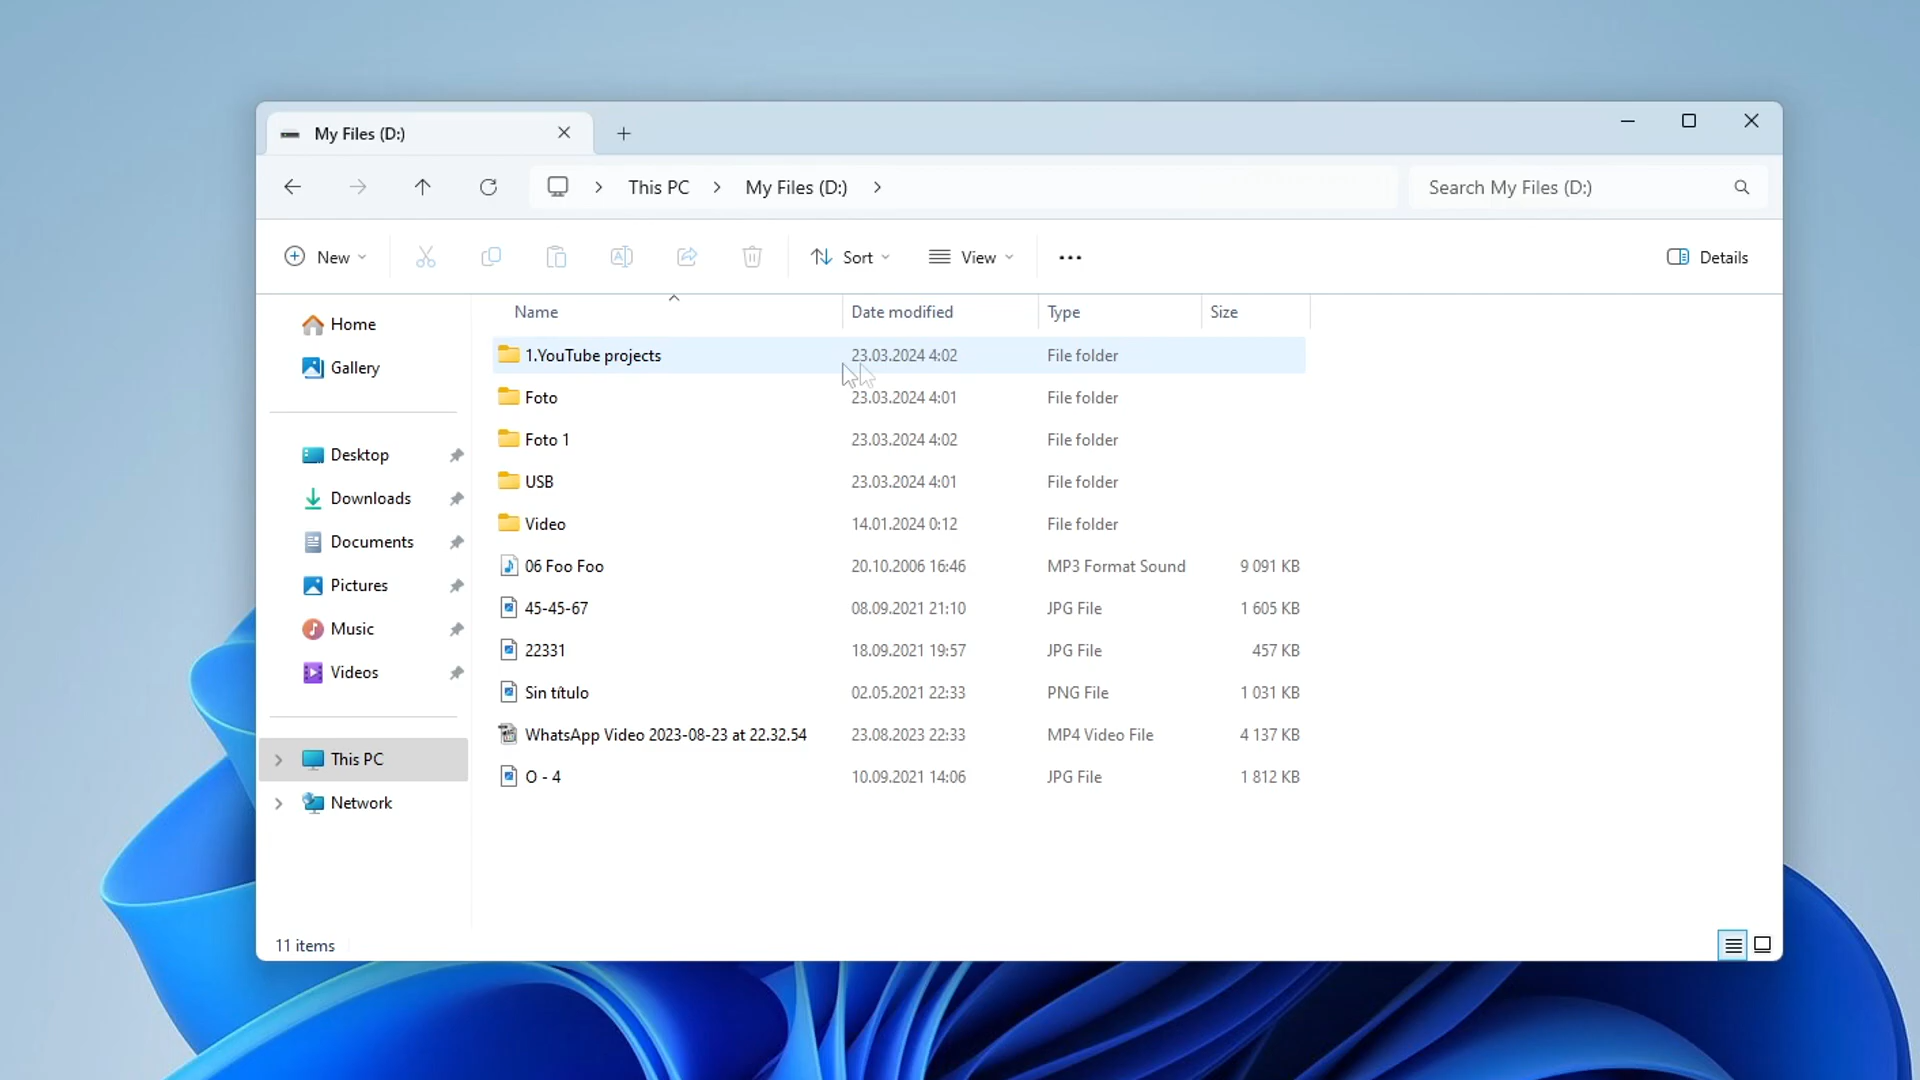 My Files (D:)
This PC > My Files (D:) >
Search My Files (D:)
New
Sort
View
Details
Name Date modified Type Size
Home
Gallery
Desktop
Downloads
Documents
Pictures
Music
Videos
This PC
Network
1.YouTube projects 23.03.2024 4:02 File folder
Foto 23.03.2024 4:01 File folder
Foto 1 23.03.2024 4:02 File folder
USB 23.03.2024 4:01 File folder
Video 14.01.2024 0:12 File folder
06 Foo Foo 20.10.2006 16:46 MP3 Format Sound 9 091 KB
45-45-67 08.09.2021 21:10 JPG File 1 605 KB
22331 18.09.2021 19:57 JPG File 457 KB
Sin título 02.05.2021 22:33 PNG File 1 031 KB
WhatsApp Video 2023-08-23 at 22.32.54 23.08.2023 22:33 MP4 Video File 4 137 KB
O - 4 10.09.2021 14:06 JPG File 1 812 KB
11 items